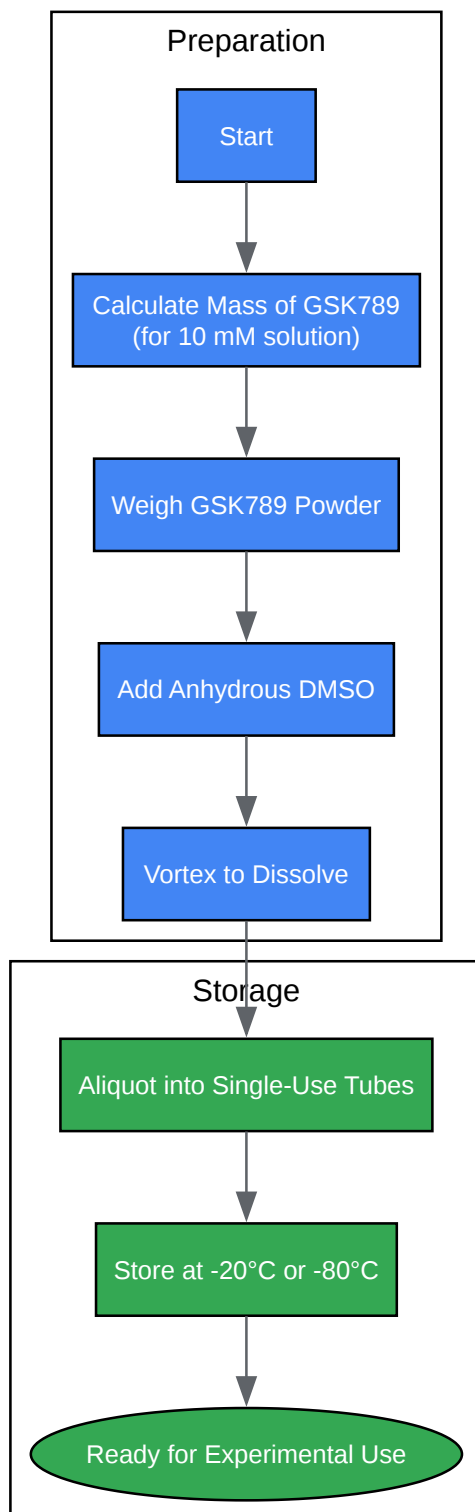 Preparation
Start
Calculate Mass of GSK789
(for 10 mM solution)
Weigh GSK789 Powder
Add Anhydrous DMSO
Vortex to Dissolve
Storage
Aliquot into Single-Use Tubes
Store at -20°C or -80°C
Ready for Experimental Use